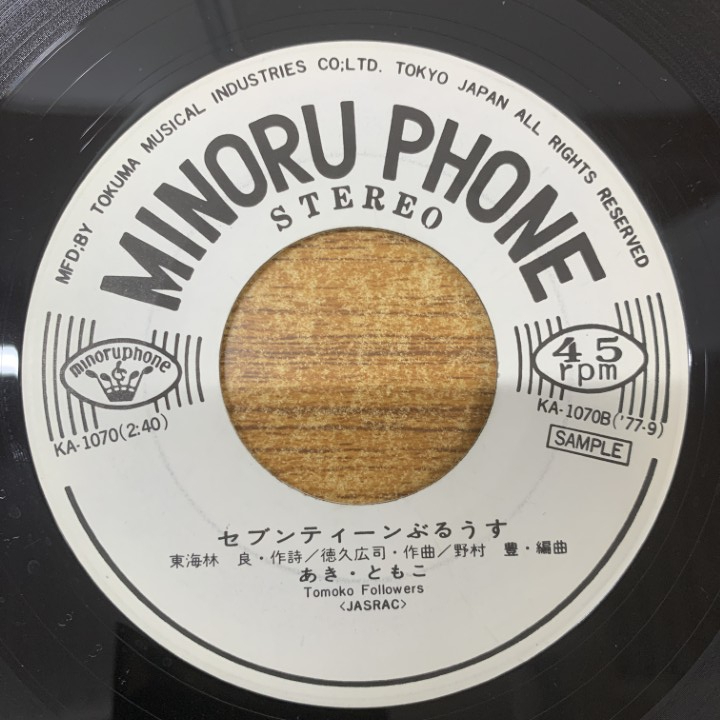 MFD;BY TOKUMA MUSICAL INDUSTRIES CO;LTD. TOKYO JAPAN ALL RIGHTS RESERVED
MINORU PHONE
STEREO
minoruphone
45
rpm
KA-1070(2:40)
KA-1070B('77-9)
SAMPLE
セブンティーンぶるうす
東海林 良・作詩/徳久広司・作曲/野村 豊・編曲
あき・ともこ
Tomoko Followers
<JASRAC>